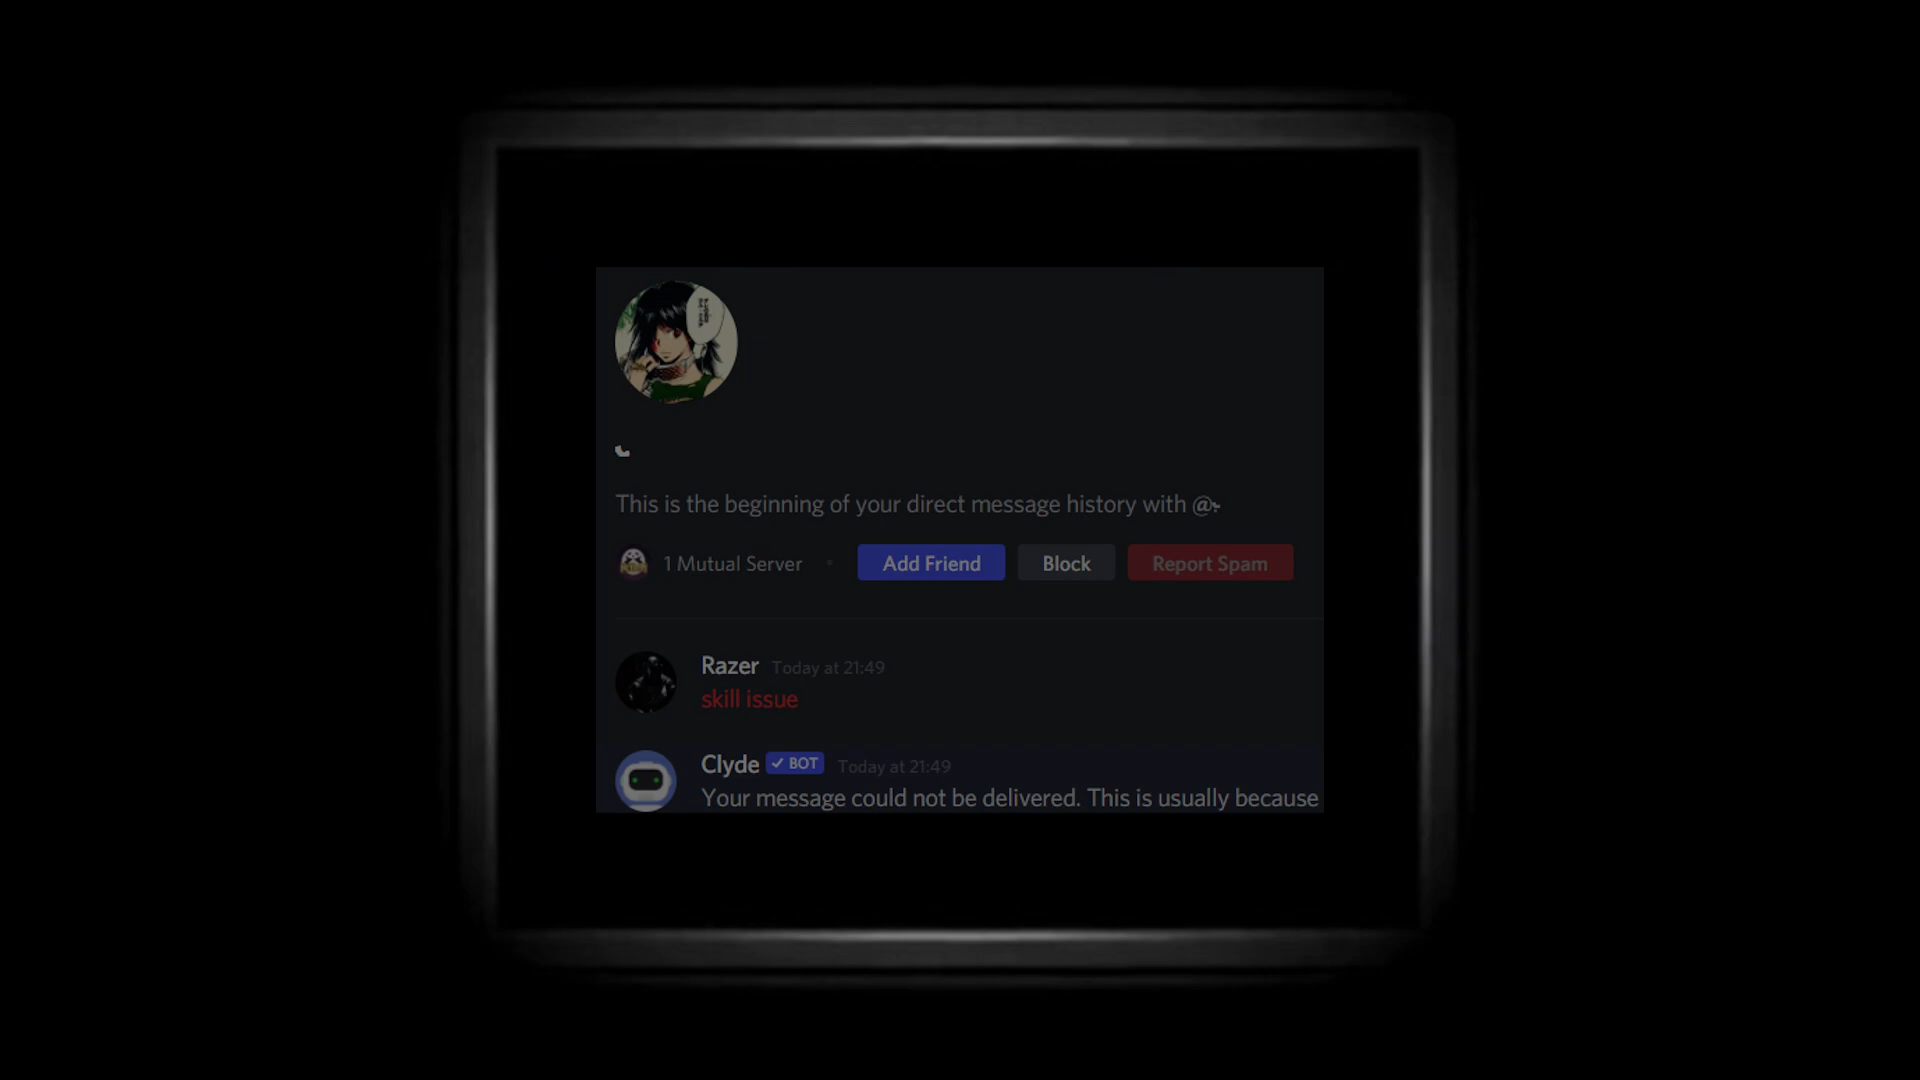 This is the beginning of your direct message history with @
1 Mutual Server
Add Friend
Block
Report Spam
Razer Today at 21:49
skill issue
Clyde BOT Today at 21:49
Your message could not be delivered. This is usually because